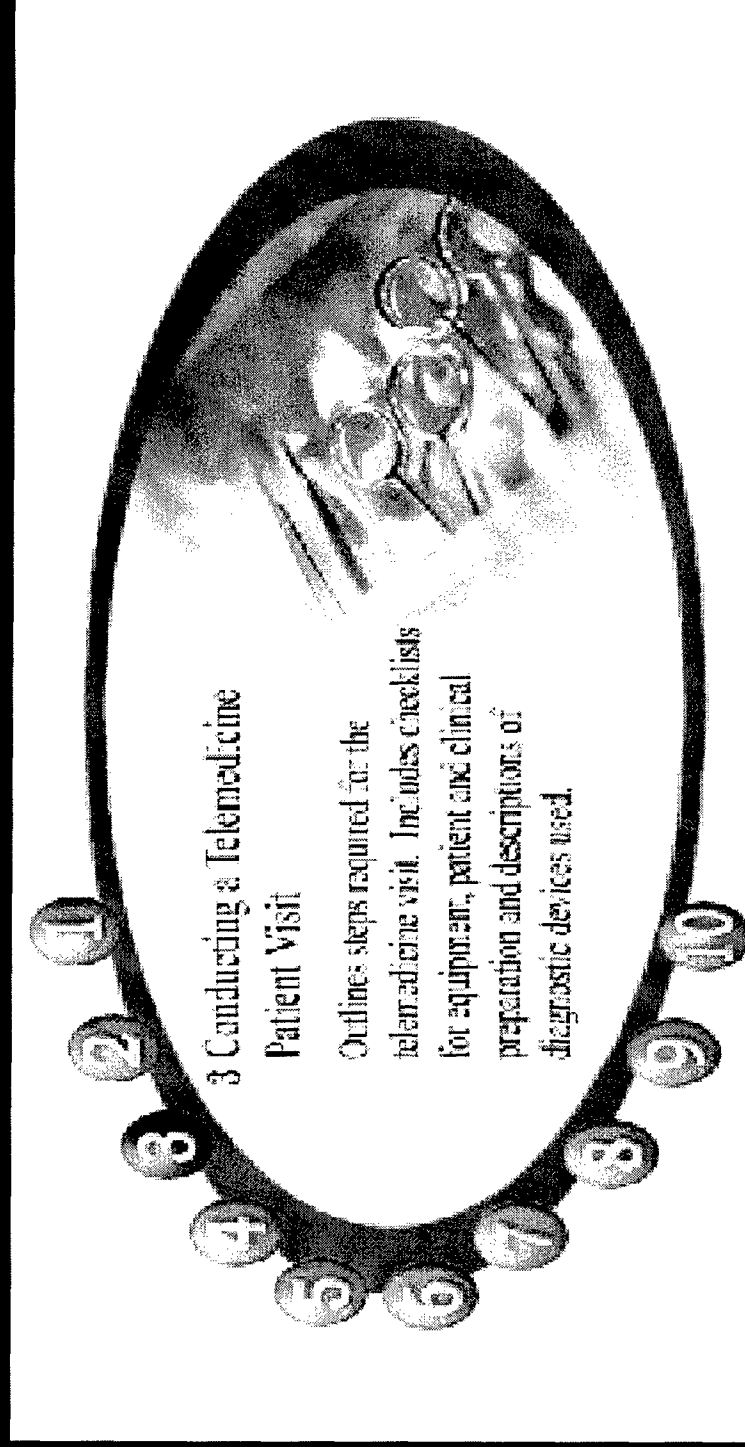 1
2
3
4
5
6
7
8
9
10
3 Conducting a Telemedicine
Patient Visit
Outlines steps required for the
telemedicine visit. Includes checklists
for equipment, patient and clinical
preparation and descriptions of
diagnostic devices used.